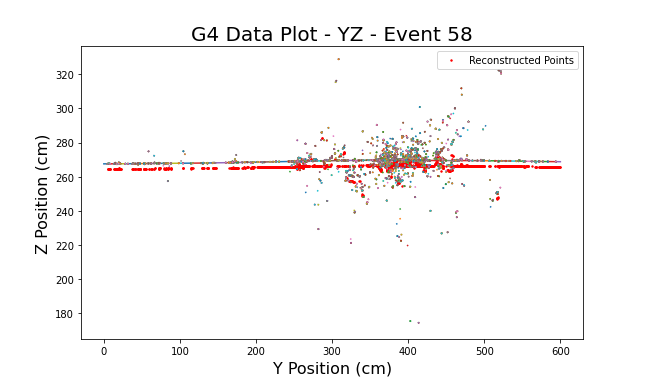 G4 Data Plot - YZ - Event 58
Reconstructed Points
Z Position (cm)
320
300
280
260
240
220
200
180
0 100 200 300 400 500 600
Y Position (cm)